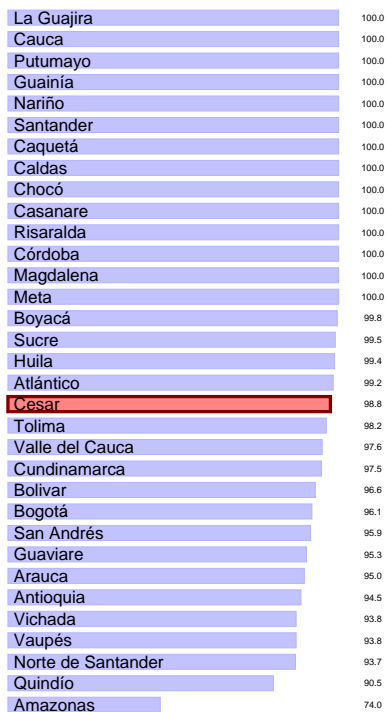 La Guajira 100.0
Cauca 100.0
Putumayo 100.0
Guainía 100.0
Nariño 100.0
Santander 100.0
Caquetá 100.0
Caldas 100.0
Chocó 100.0
Casanare 100.0
Risaralda 100.0
Córdoba 100.0
Magdalena 100.0
Meta 100.0
Boyacá 99.8
Sucre 99.5
Huila 99.4
Atlántico 99.2
Cesar 98.8
Tolima 98.2
Valle del Cauca 97.6
Cundinamarca 97.5
Bolivar 96.6
Bogotá 96.1
San Andrés 95.9
Guaviare 95.3
Arauca 95.0
Antioquia 94.5
Vichada 93.8
Vaupés 93.8
Norte de Santander 93.7
Quindío 90.5
Amazonas 74.0